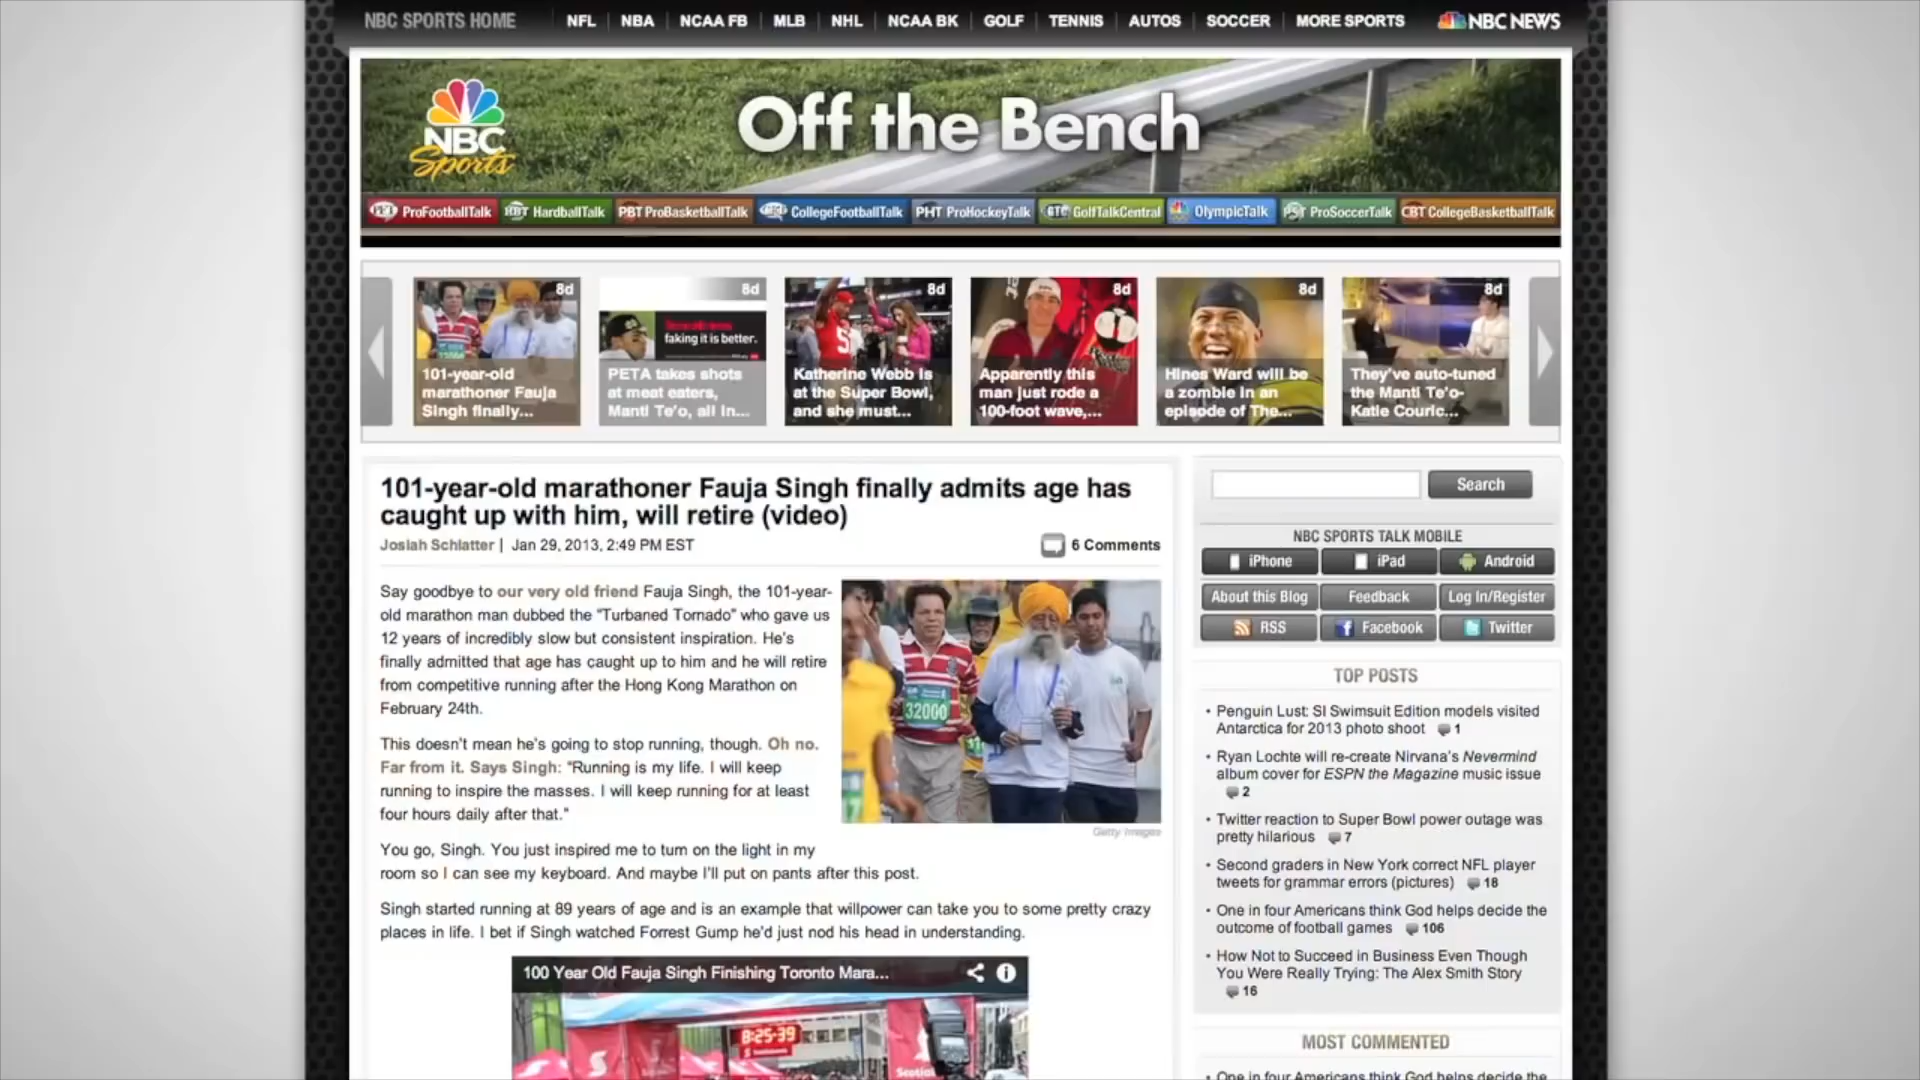 NBC SPORTS HOME
NFL NBA NCAA FB MLB NHL NCAA BK GOLF TENNIS AUTOS SOCCER MORE SPORTS
NBC NEWS
NBC
Sports
Off the Bench
PFT ProFootballTalk
HBT HardballTalk
PBT ProBasketballTalk
CFT CollegeFootballTalk
PHT ProHockeyTalk
GTC GolfTalkCentral
OlympicTalk
PST ProSoccerTalk
CBT CollegeBasketballTalk
8d
101-year-old
marathoner Fauja
Singh finally...
8d
faking it is better.
PETA takes shots
at meat eaters,
Manti Te'o, all in...
8d
Katherine Webb is
at the Super Bowl,
and she must...
8d
Apparently this
man just rode a
100-foot wave,...
8d
Hines Ward will be
a zombie in an
episode of The...
8d
They've auto-tuned
the Manti Te'o-
Katie Couric...
101-year-old marathoner Fauja Singh finally admits age has
caught up with him, will retire (video)
Josiah Schlatter | Jan 29, 2013, 2:49 PM EST
6 Comments
Say goodbye to our very old friend Fauja Singh, the 101-year-
old marathon man dubbed the "Turbaned Tornado" who gave us
12 years of incredibly slow but consistent inspiration. He's
finally admitted that age has caught up to him and he will retire
from competitive running after the Hong Kong Marathon on
February 24th.
32000
Getty Images
This doesn't mean he's going to stop running, though. Oh no.
Far from it. Says Singh: "Running is my life. I will keep
running to inspire the masses. I will keep running for at least
four hours daily after that."
You go, Singh. You just inspired me to turn on the light in my
room so I can see my keyboard. And maybe I'll put on pants after this post.
Singh started running at 89 years of age and is an example that willpower can take you to some pretty crazy
places in life. I bet if Singh watched Forrest Gump he'd just nod his head in understanding.
100 Year Old Fauja Singh Finishing Toronto Mara...
8:25:39
Search
NBC SPORTS TALK MOBILE
iPhone
iPad
Android
About this Blog
Feedback
Log In/Register
RSS
Facebook
Twitter
TOP POSTS
• Penguin Lust: SI Swimsuit Edition models visited
Antarctica for 2013 photo shoot 1
• Ryan Lochte will re-create Nirvana's Nevermind
album cover for ESPN the Magazine music issue
2
• Twitter reaction to Super Bowl power outage was
pretty hilarious 7
• Second graders in New York correct NFL player
tweets for grammar errors (pictures) 18
• One in four Americans think God helps decide the
outcome of football games 106
• How Not to Succeed in Business Even Though
You Were Really Trying: The Alex Smith Story
16
MOST COMMENTED
• One in four Americans think God helps decide the